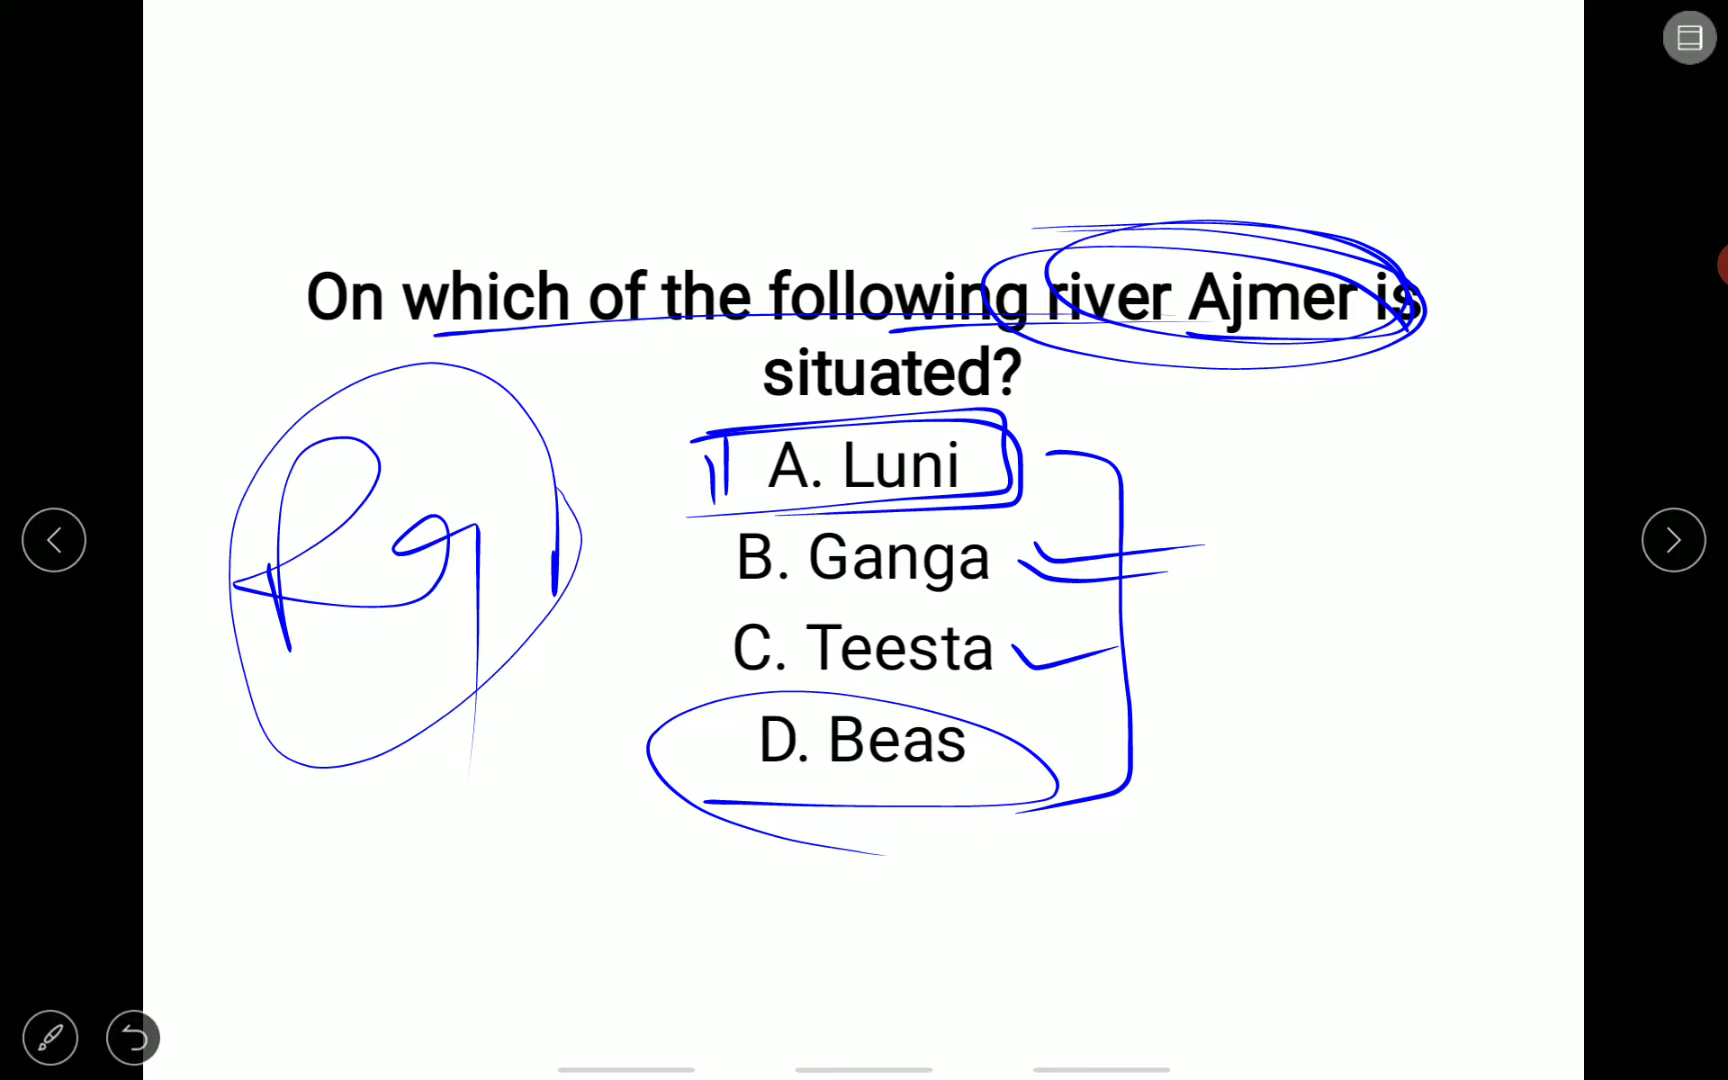 On which of the following river Ajmer is
situated?
A. Luni
B. Ganga
C. Teesta
D. Beas